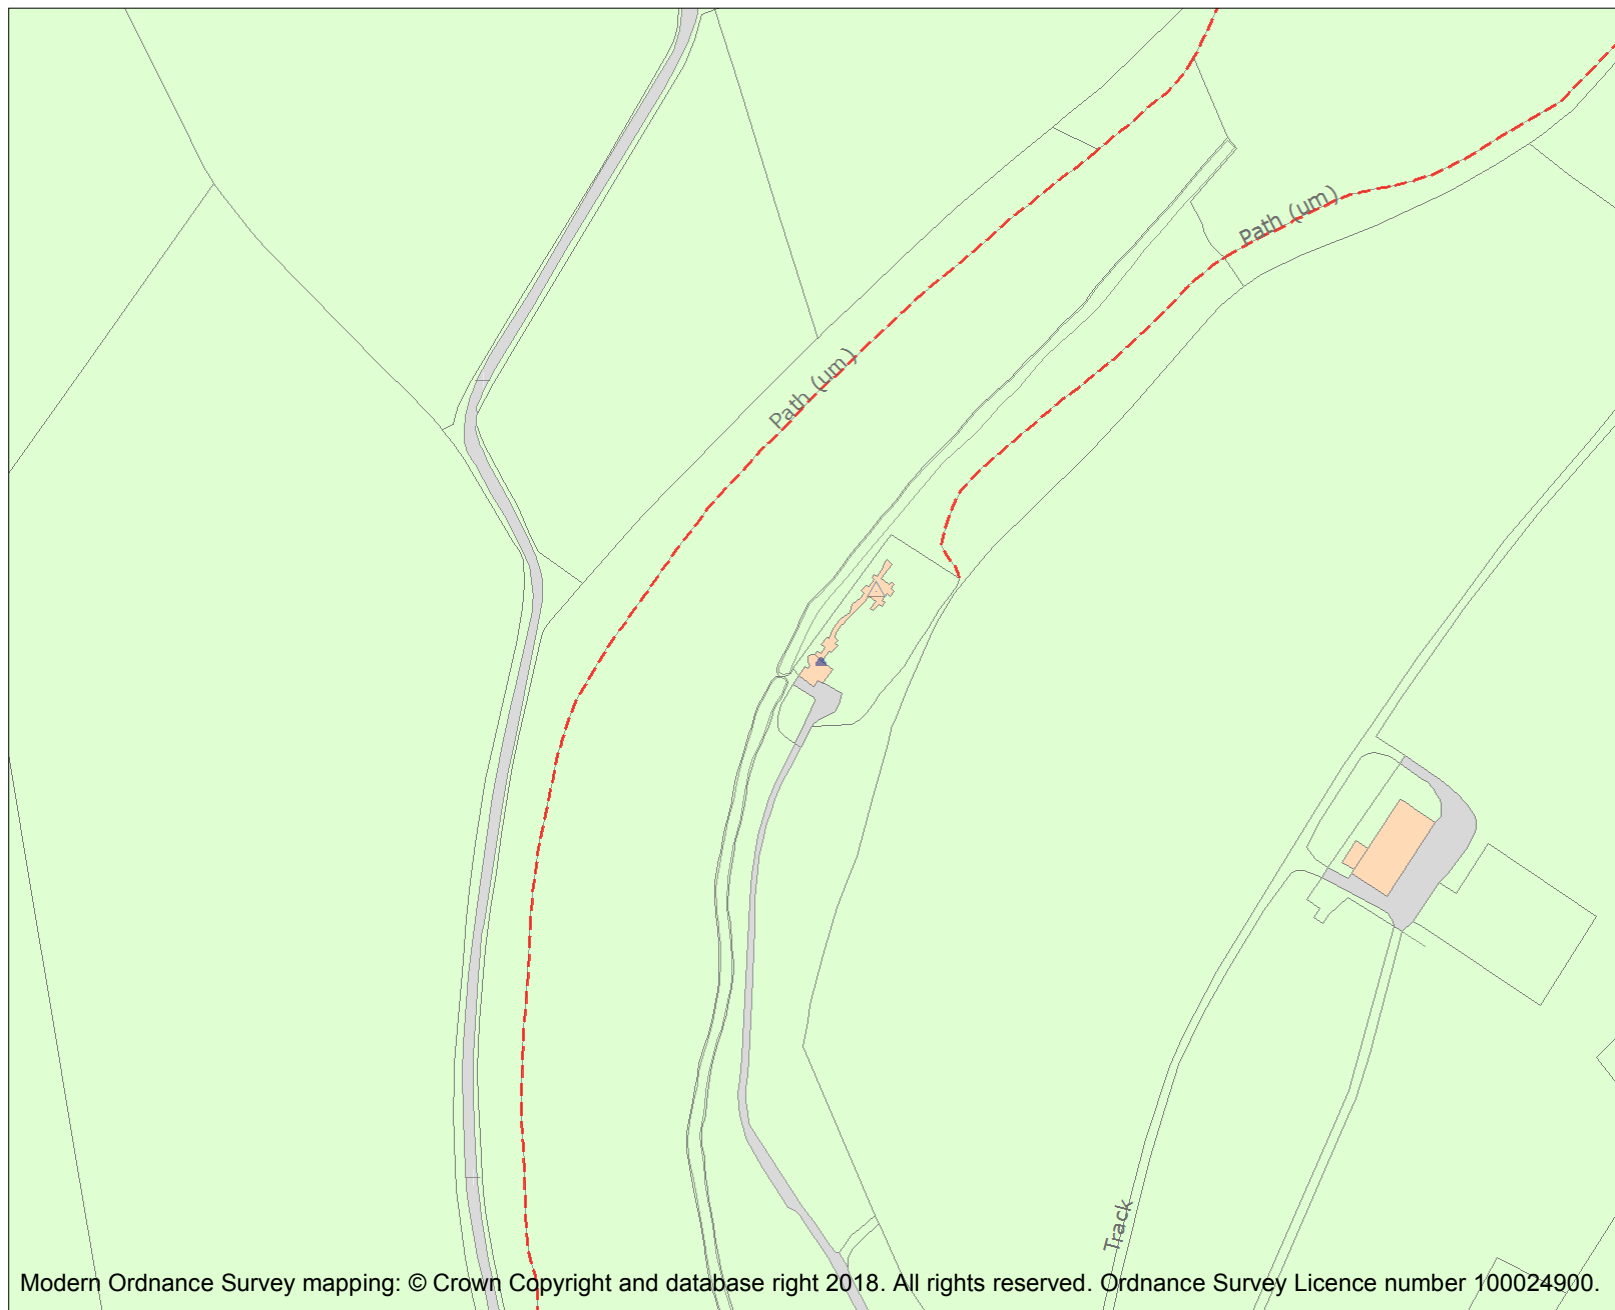 Path (um)
Path (um)
Track
Modern Ordnance Survey mapping: © Crown Copyright and database right 2018. All rights reserved. Ordnance Survey Licence number 100024900.